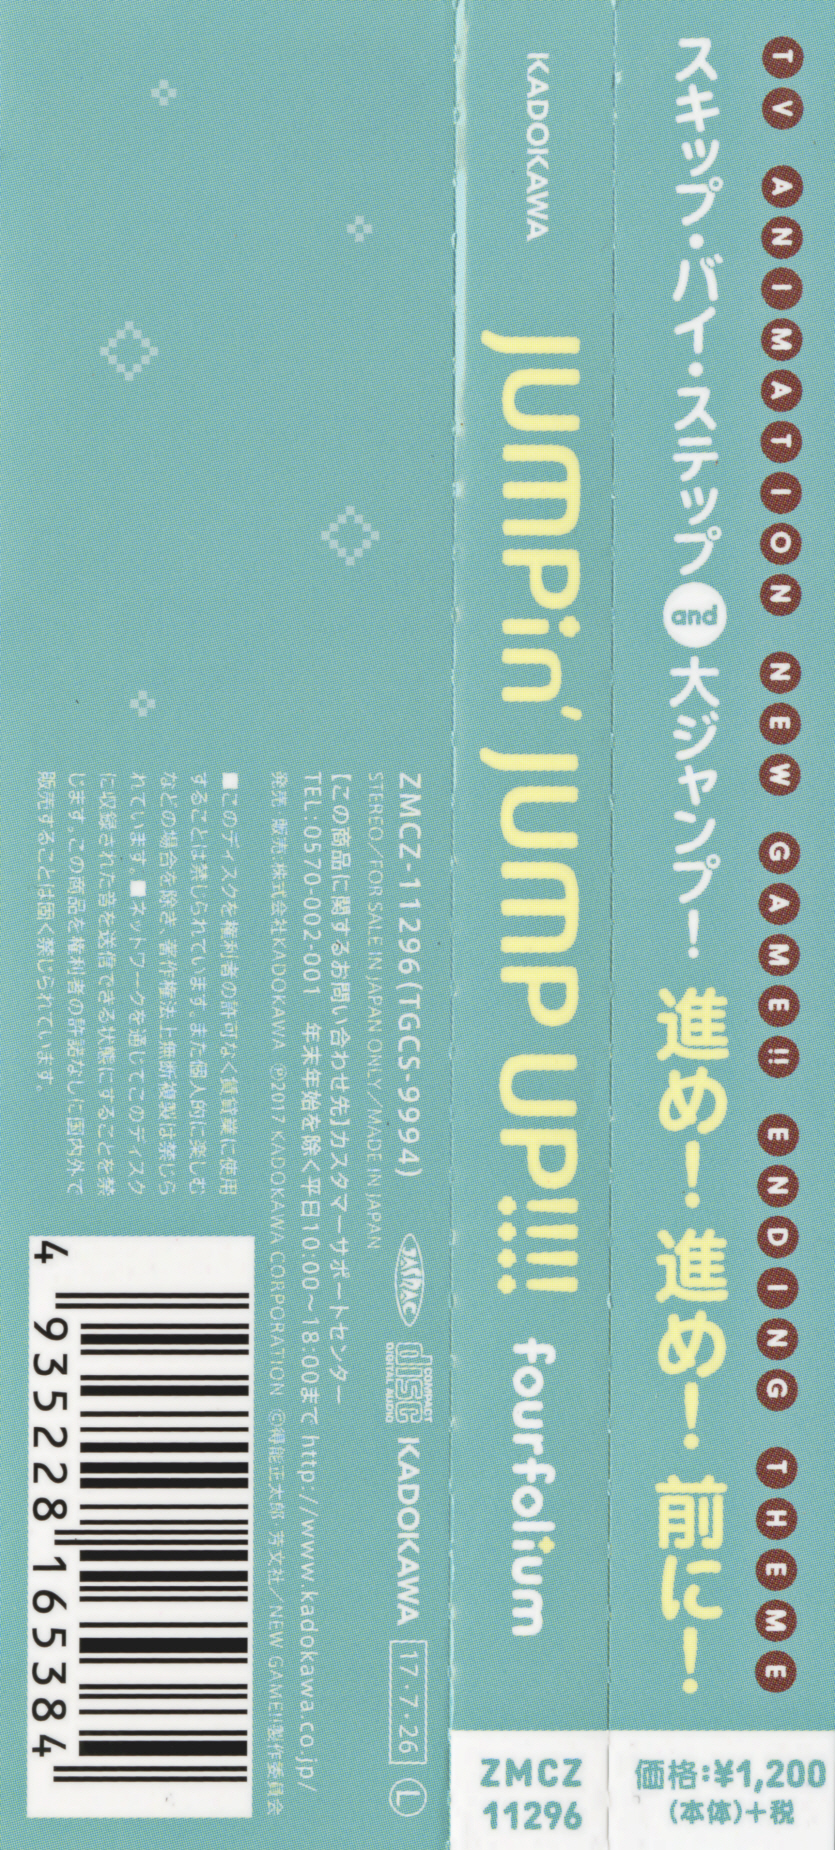 TV ANIMATION NEW GAME!! ENDING THEME
スキップ・バイ・ステップ and 大ジャンプ！ 進め！進め！前に！
価格:¥1,200
(本体)+税
KADOKAWA
JUMPin' JUMP UP!!!!
fourfolium
ZMCZ
11296
ZMCZ-11296(TGCS-9994)
JASRAC
COMPACT
disc
DIGITAL AUDIO
KADOKAWA
17・7・26
L
STEREO／FOR SALE IN JAPAN ONLY／MADE IN JAPAN
【この商品に関するお問い合わせ先】カスタマーサポートセンター
TEL:0570-002-001　年末年始を除く平日10:00～18:00まで http://www.kadokawa.co.jp/
発売・販売:株式会社KADOKAWA ℗2017 KADOKAWA CORPORATION ©得能正太郎・芳文社／NEW GAME!!製作委員会
■このディスクを権利者の許可なく賃貸業に使用
することは禁じられています。また個人的に楽しむ
などの場合を除き、著作権法上無断複製は禁じら
れています。■ネットワークを通じてこのディスク
に収録された音を送信できる状態にすることを禁
じます。この商品を権利者の許諾なしに国内外で
販売することは固く禁じられています。
4 935228 165384